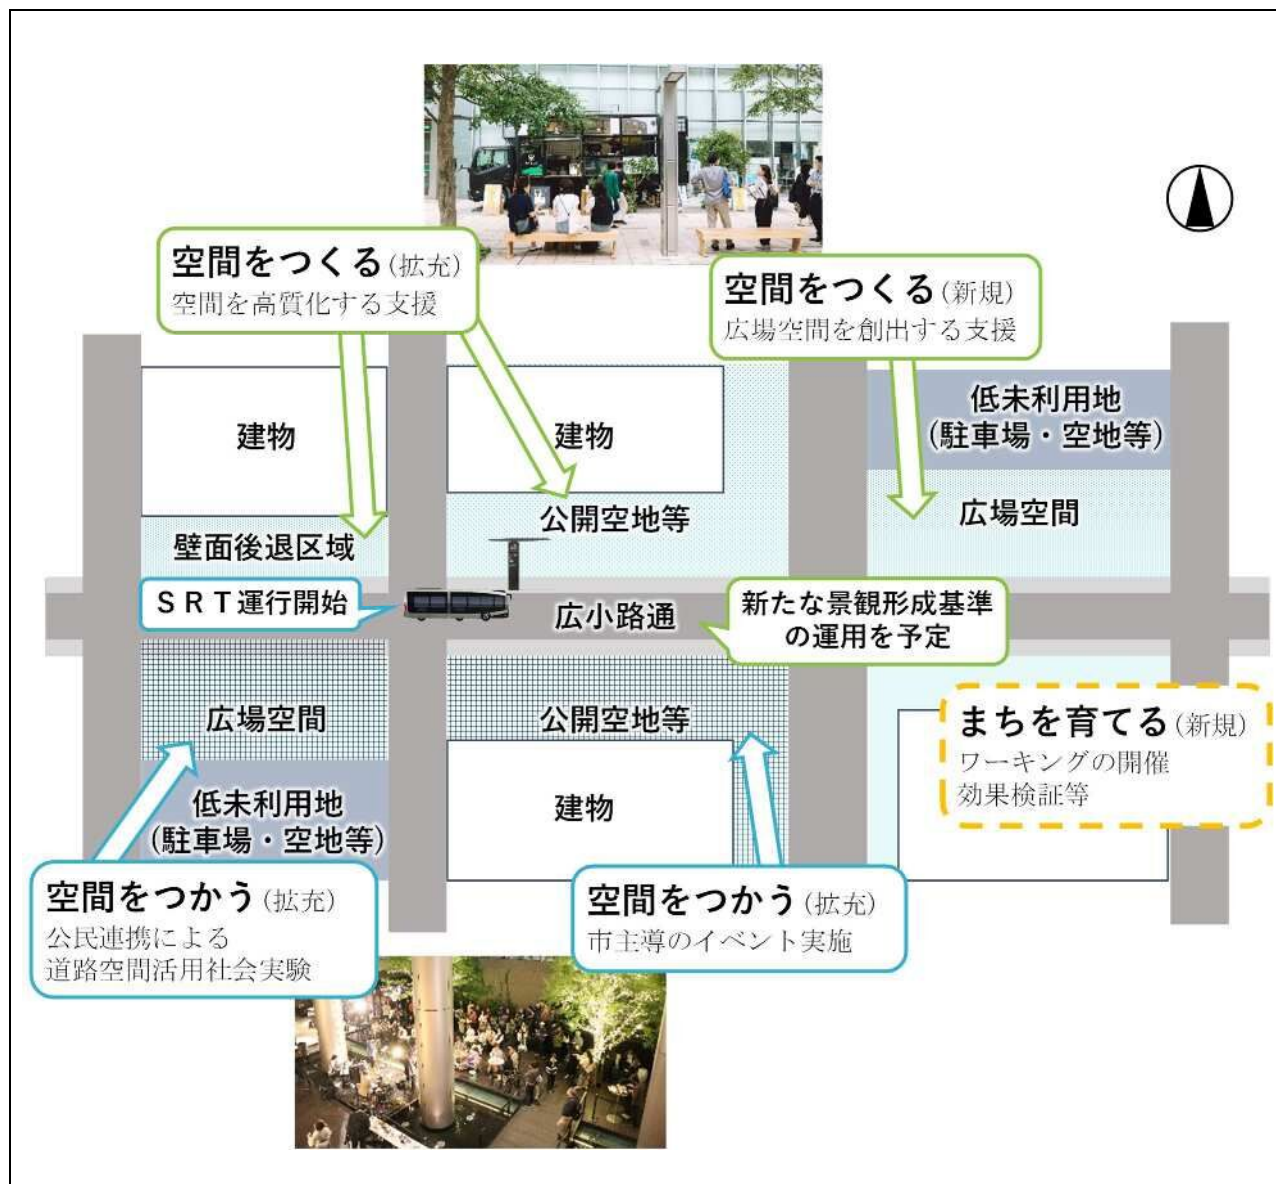 空間をつくる(拡充)
空間を高質化する支援
空間をつくる(新規)
広場空間を創出する支援
建物
建物
低未利用地
(駐車場・空地等)
壁面後退区域
公開空地等
広場空間
ＳＲＴ運行開始
広小路通
新たな景観形成基準
の運用を予定
広場空間
公開空地等
まちを育てる(新規)
ワーキングの開催
効果検証等
低未利用地
(駐車場・空地等)
建物
空間をつかう(拡充)
公民連携による
道路空間活用社会実験
空間をつかう(拡充)
市主導のイベント実施